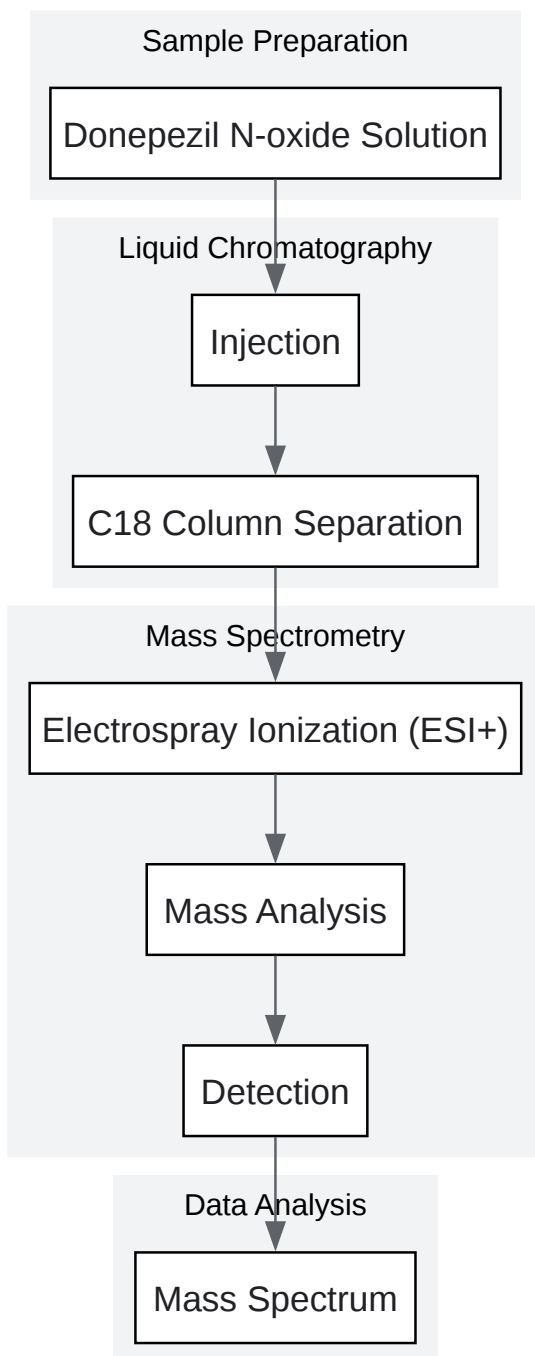 Sample Preparation
Donepezil N-oxide Solution
Liquid Chromatography
Injection
C18 Column Separation
Mass Spectrometry
Electrospray Ionization (ESI+)
Mass Analysis
Detection
Data Analysis
Mass Spectrum